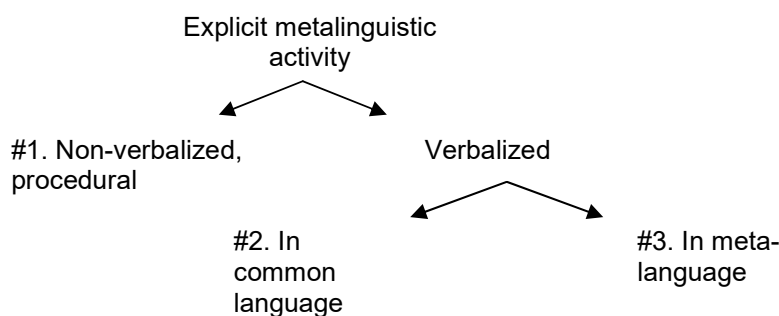 Explicit metalinguistic
activity
#1. Non-verbalized,
procedural
Verbalized
#2. In
common
language
#3. In meta-
language